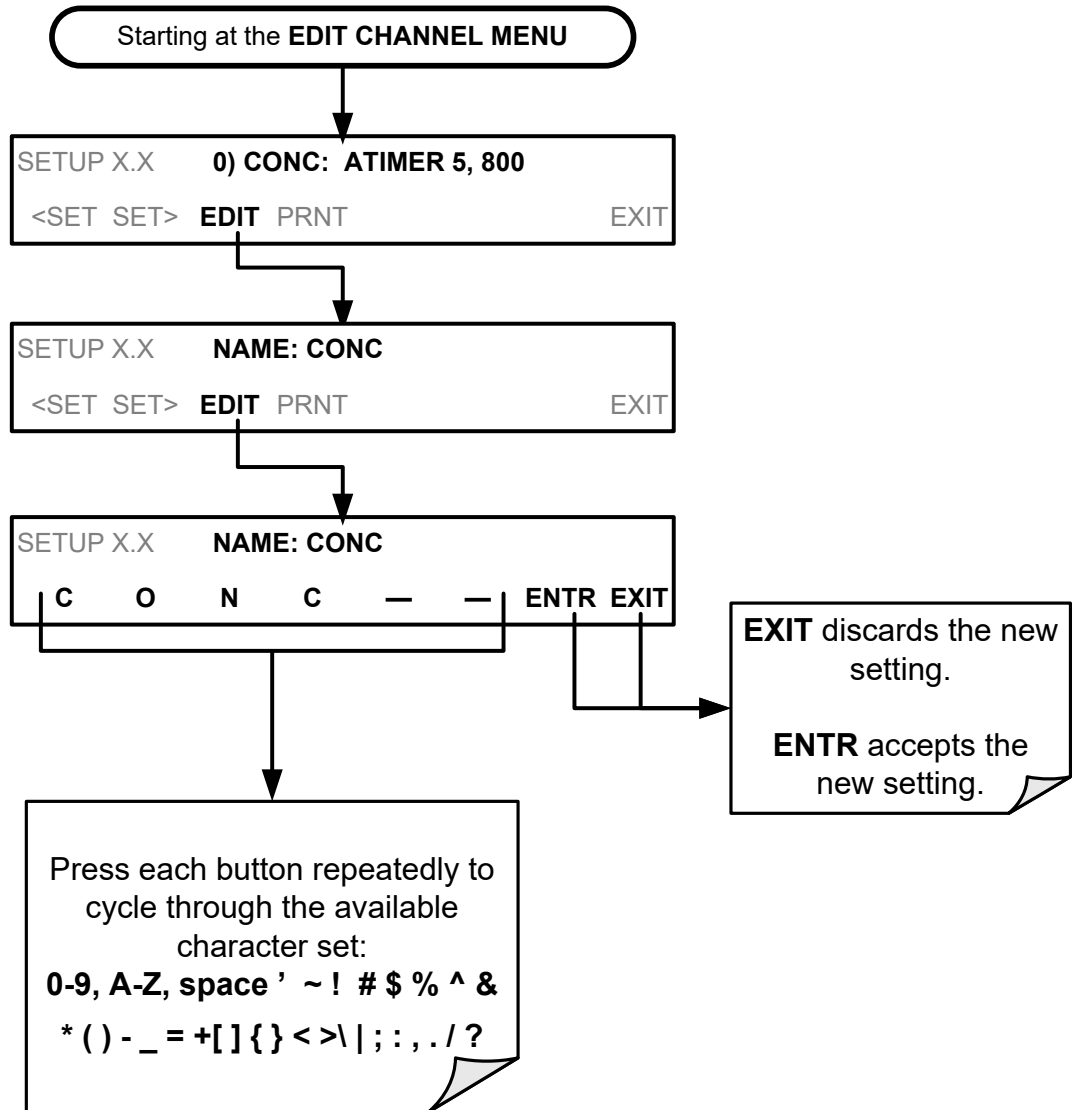 Starting at the EDIT CHANNEL MENU
SETUP X.X 0) CONC: ATIMER 5, 800
<SET SET> EDIT PRNT EXIT
SETUP X.X NAME: CONC
<SET SET> EDIT PRNT EXIT
SETUP X.X NAME: CONC
C O N C — — ENTR EXIT
EXIT discards the new
setting.
ENTR accepts the
new setting.
Press each button repeatedly to
cycle through the available
character set:
0-9, A-Z, space ’ ~ ! # $ % ^ &
* ( ) - _ = +[ ] { } < >\ | ; : , . / ?